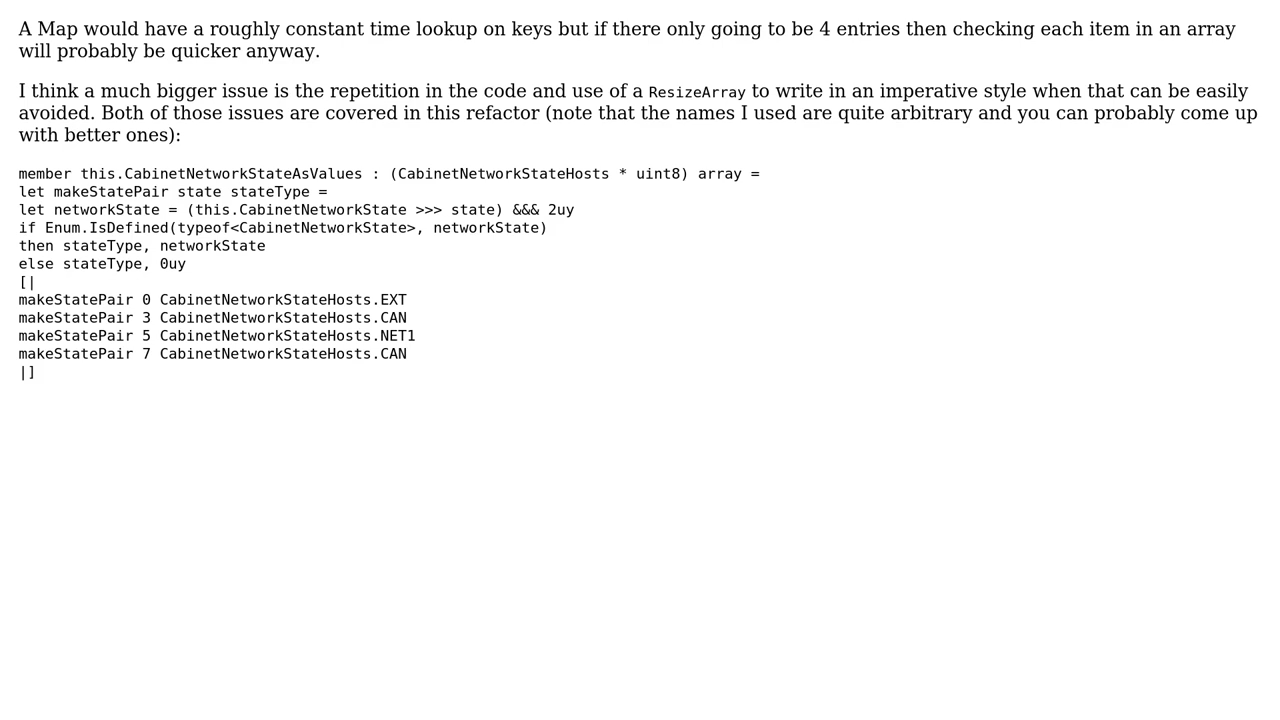 A Map would have a roughly constant time lookup on keys but if there only going to be 4 entries then checking each item in an array
will probably be quicker anyway.
I think a much bigger issue is the repetition in the code and use of a ResizeArray to write in an imperative style when that can be easily
avoided. Both of those issues are covered in this refactor (note that the names I used are quite arbitrary and you can probably come up
with better ones):
member this.CabinetNetworkStateAsValues : (CabinetNetworkStateHosts * uint8) array =
let makeStatePair state stateType =
let networkState = (this.CabinetNetworkState >>> state) &&& 2uy
if Enum.IsDefined(typeof<CabinetNetworkState>, networkState)
then stateType, networkState
else stateType, 0uy
[|
makeStatePair 0 CabinetNetworkStateHosts.EXT
makeStatePair 3 CabinetNetworkStateHosts.CAN
makeStatePair 5 CabinetNetworkStateHosts.NET1
makeStatePair 7 CabinetNetworkStateHosts.CAN
|]